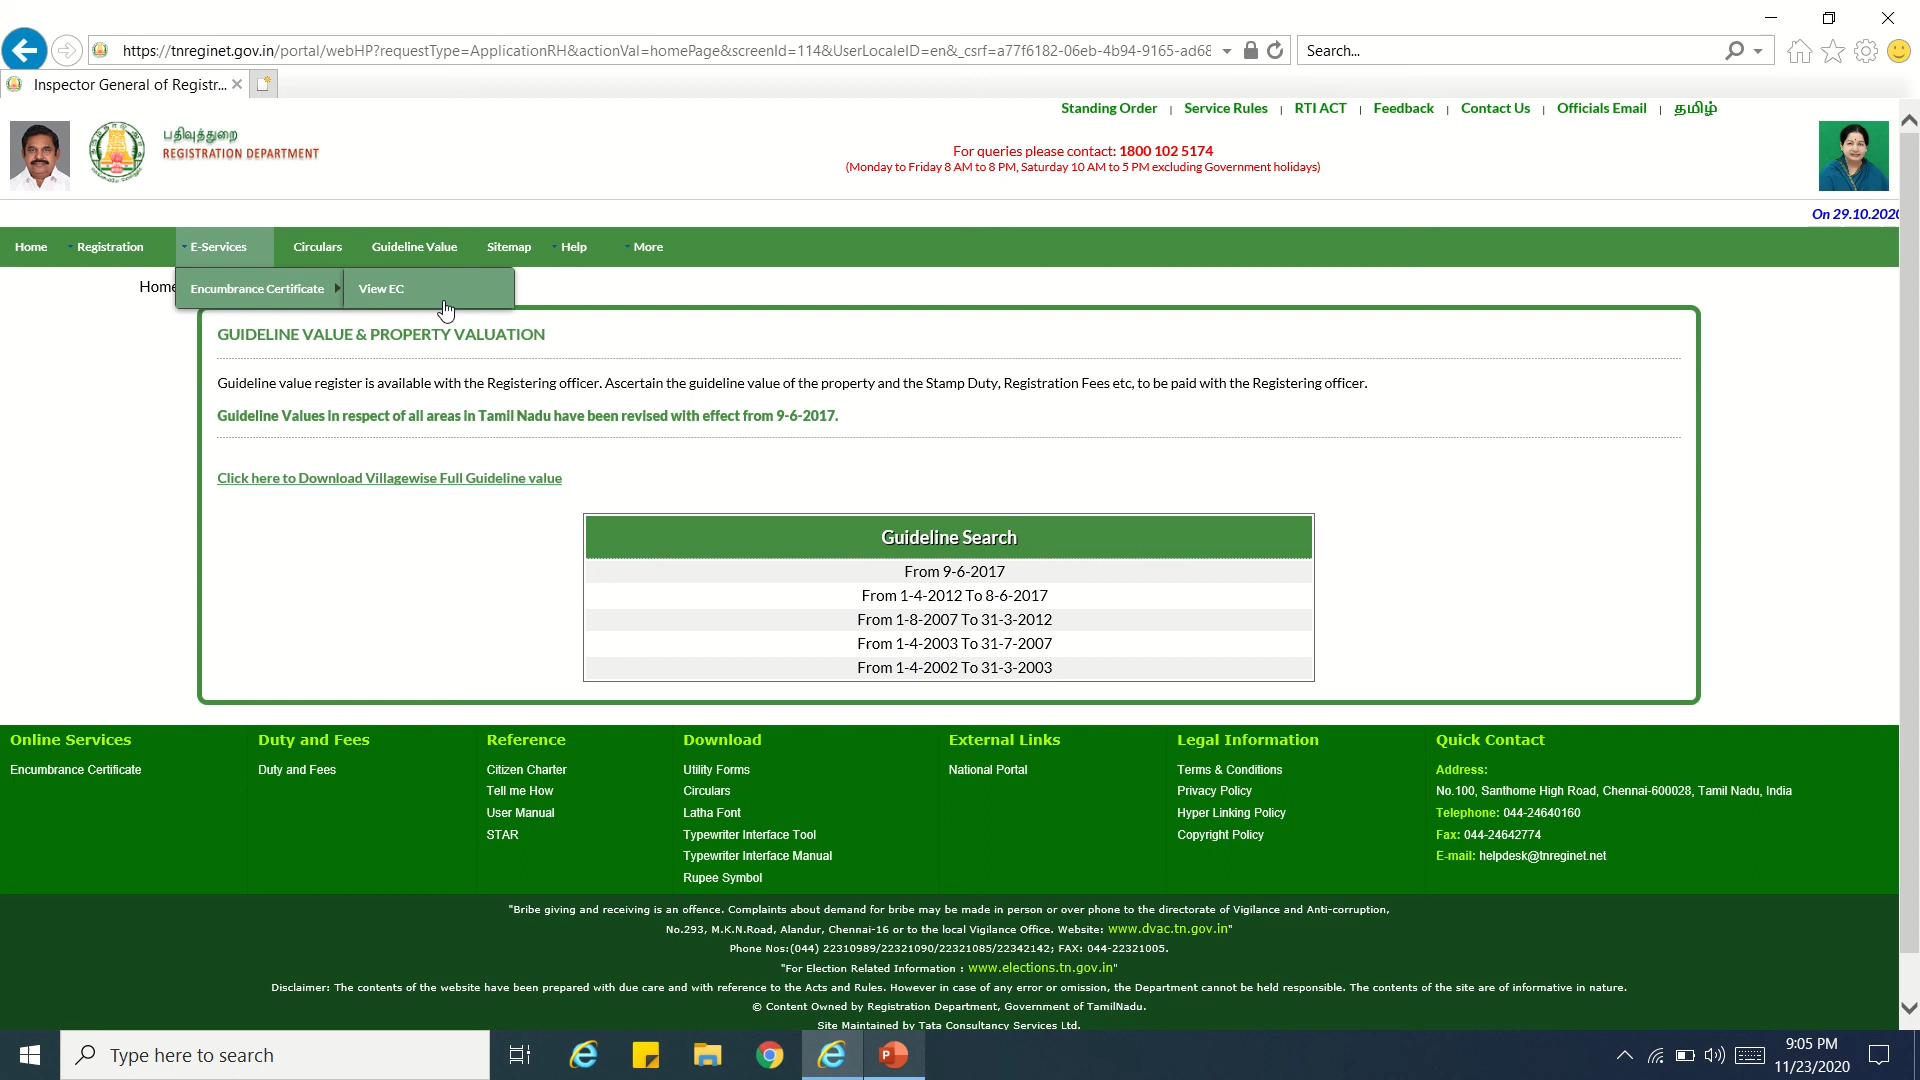 https://tnreginet.gov.in/portal/webHP?requestType=ApplicationRH&actionVal=homePage&screenId=114&UserLocaleID=en&_csrf=a77f6182-06eb-4b94-9165-ad68
Search...
Inspector General of Registr...
Standing Order | Service Rules | RTI ACT | Feedback | Contact Us | Officials Email | தமிழ்
பதிவுத்துறை
REGISTRATION DEPARTMENT
For queries please contact: 1800 102 5174
(Monday to Friday 8 AM to 8 PM, Saturday 10 AM to 5 PM excluding Government holidays)
On 29.10.2020
Home Registration E-Services Circulars Guideline Value Sitemap Help More
Home Encumbrance Certificate View EC
GUIDELINE VALUE & PROPERTY VALUATION
Guideline value register is available with the Registering officer. Ascertain the guideline value of the property and the Stamp Duty, Registration Fees etc, to be paid with the Registering officer.
Guideline Values in respect of all areas in Tamil Nadu have been revised with effect from 9-6-2017.
Click here to Download Villagewise Full Guideline value
Guideline Search
From 9-6-2017
From 1-4-2012 To 8-6-2017
From 1-8-2007 To 31-3-2012
From 1-4-2003 To 31-7-2007
From 1-4-2002 To 31-3-2003
Online Services
Encumbrance Certificate
Duty and Fees
Duty and Fees
Reference
Citizen Charter
Tell me How
User Manual
STAR
Download
Utility Forms
Circulars
Latha Font
Typewriter Interface Tool
Typewriter Interface Manual
Rupee Symbol
External Links
National Portal
Legal Information
Terms & Conditions
Privacy Policy
Hyper Linking Policy
Copyright Policy
Quick Contact
Address:
No.100, Santhome High Road, Chennai-600028, Tamil Nadu, India
Telephone: 044-24640160
Fax: 044-24642774
E-mail: helpdesk@tnreginet.net
"Bribe giving and receiving is an offence. Complaints about demand for bribe may be made in person or over phone to the directorate of Vigilance and Anti-corruption,
No.293, M.K.N.Road, Alandur, Chennai-16 or to the local Vigilance Office. Website: www.dvac.tn.gov.in"
Phone Nos:(044) 22310989/22321090/22321085/22342142; FAX: 044-22321005.
"For Election Related Information : www.elections.tn.gov.in"
Disclaimer: The contents of the website have been prepared with due care and with reference to the Acts and Rules. However in case of any error or omission, the Department cannot be held responsible. The contents of the site are of informative in nature.
© Content Owned by Registration Department, Government of TamilNadu.
Site Maintained by Tata Consultancy Services Ltd.
Type here to search
9:05 PM
11/23/2020